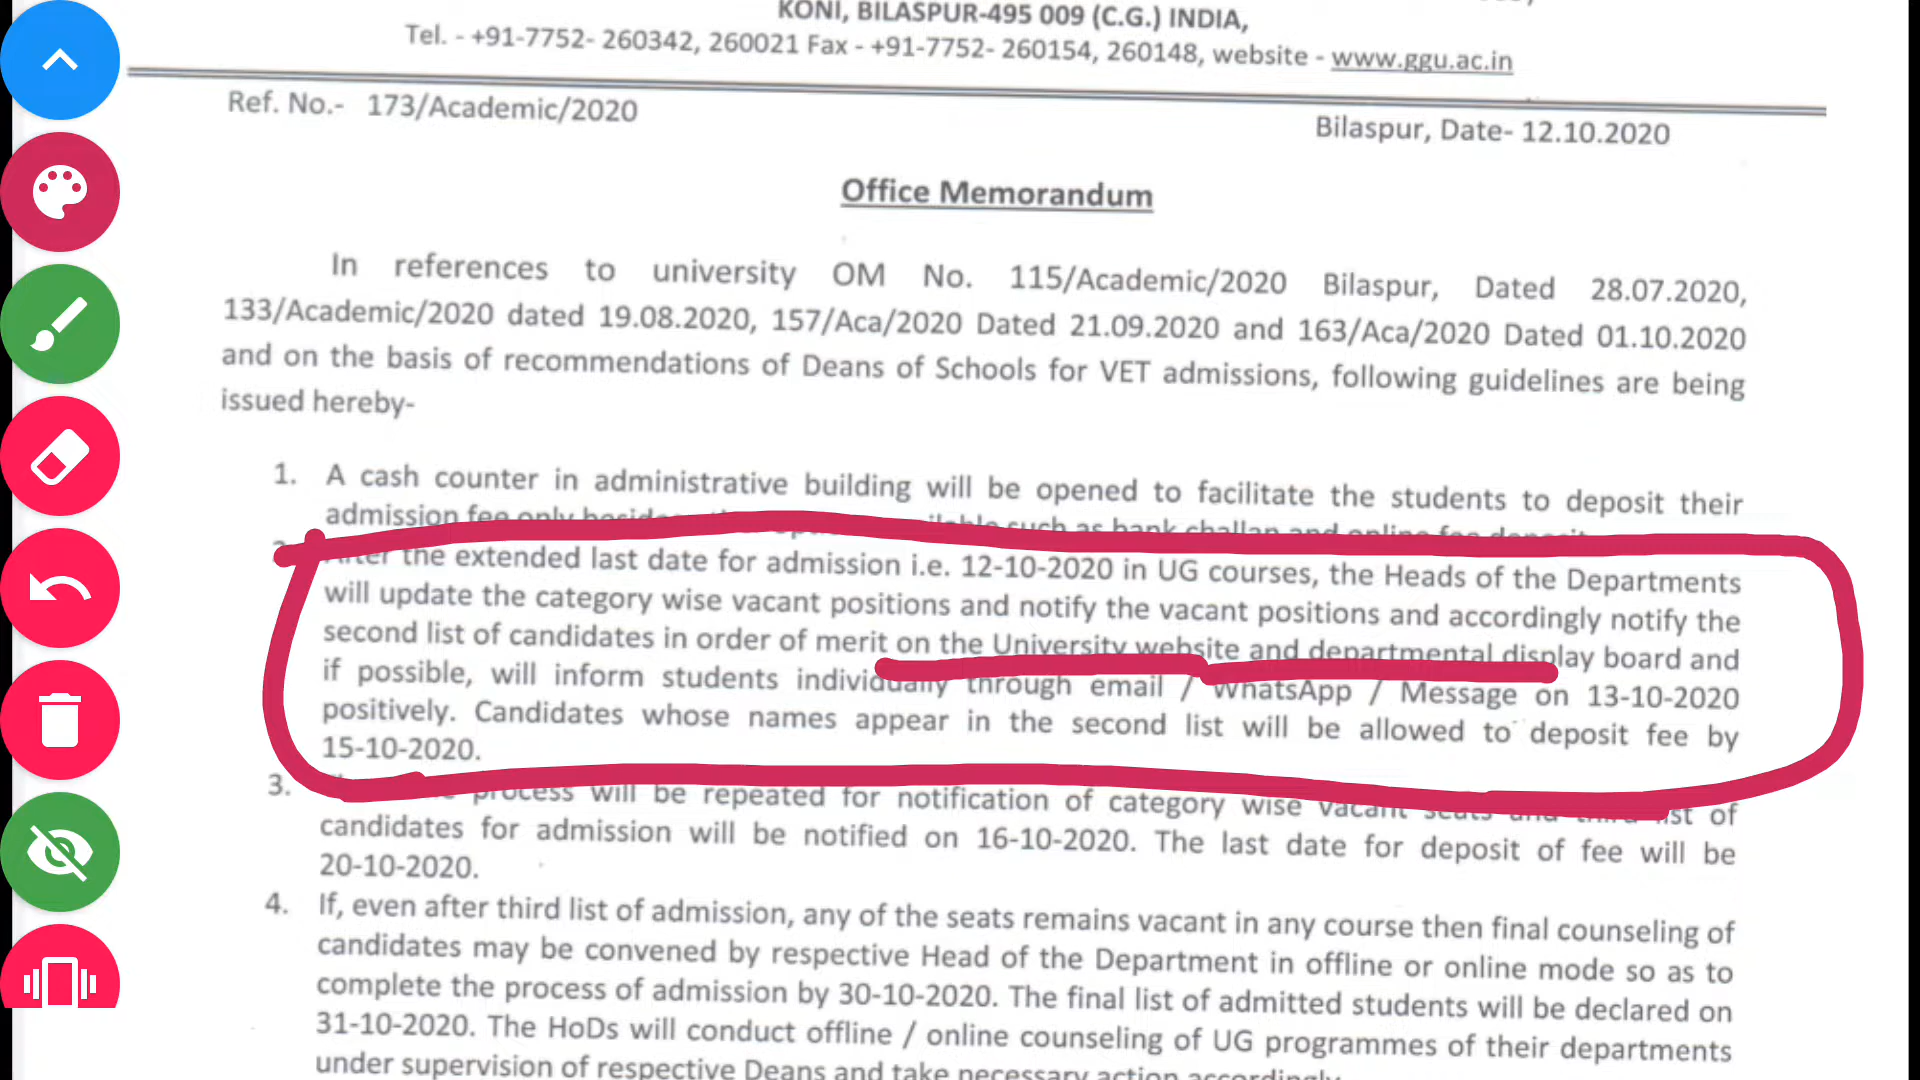 KONI, BILASPUR-495 009 (C.G.) INDIA,
Tel. - +91-7752- 260342, 260021 Fax - +91-7752- 260154, 260148, website - www.ggu.ac.in
Ref. No.- 173/Academic/2020
Bilaspur, Date- 12.10.2020
Office Memorandum
In references to university OM No. 115/Academic/2020 Bilaspur, Dated 28.07.2020,
133/Academic/2020 dated 19.08.2020, 157/Aca/2020 Dated 21.09.2020 and 163/Aca/2020 Dated 01.10.2020
and on the basis of recommendations of Deans of Schools for VET admissions, following guidelines are being
issued hereby-
1. A cash counter in administrative building will be opened to facilitate the students to deposit their
admission fee only such as bank challan and online fee deposit
After the extended last date for admission i.e. 12-10-2020 in UG courses, the Heads of the Departments
will update the category wise vacant positions and notify the vacant positions and accordingly notify the
second list of candidates in order of merit on the University website and departmental display board and
if possible, will inform students individually through email / WhatsApp / Message on 13-10-2020
positively. Candidates whose names appear in the second list will be allowed to deposit fee by
15-10-2020.
3. process will be repeated for notification of category wise vacant seats and third list of
candidates for admission will be notified on 16-10-2020. The last date for deposit of fee will be
20-10-2020.
4. If, even after third list of admission, any of the seats remains vacant in any course then final counseling of
candidates may be convened by respective Head of the Department in offline or online mode so as to
complete the process of admission by 30-10-2020. The final list of admitted students will be declared on
31-10-2020. The HoDs will conduct offline / online counseling of UG programmes of their departments
under supervision of respective Deans and take necessary action accordingly.